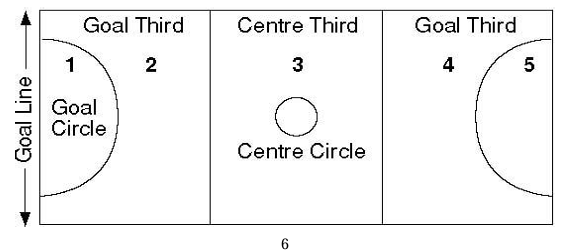 Goal Third Centre Third Goal Third
1 2 3 4 5
Goal Line
Goal
Circle
Centre Circle
6